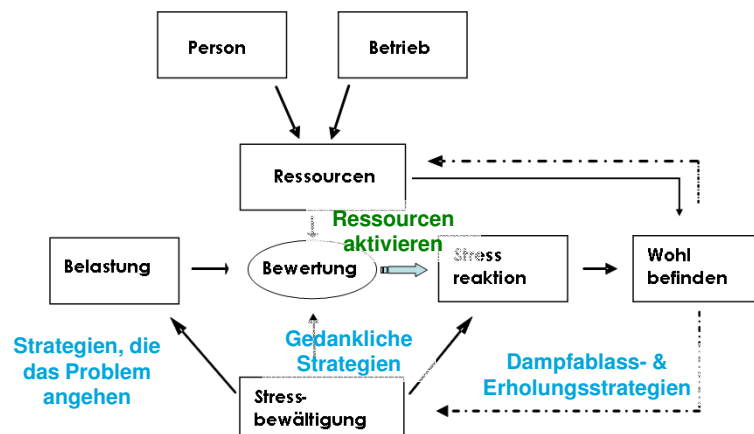 Person
Betrieb
Ressourcen
Ressourcen
aktivieren
Belastung
Bewertung
Stress
reaktion
Wohl
befinden
Strategien, die
das Problem
angehen
Gedankliche
Strategien
Dampfablass- &
Erholungsstrategien
Stress-
bewältigung